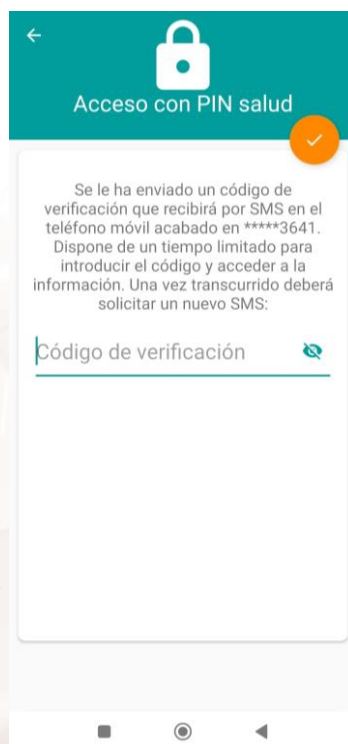 Acceso con PIN salud
Se le ha enviado un código de
verificación que recibirá por SMS en el
teléfono móvil acabado en *****3641.
Dispone de un tiempo limitado para
introducir el código y acceder a la
información. Una vez transcurrido deberá
solicitar un nuevo SMS:
Código de verificación